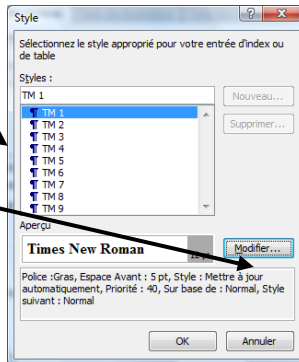 Style
Sélectionnez le style approprié pour votre entrée d'index ou
de table
Styles :
TM 1
Nouveau...
TM 1
Supprimer...
TM 2
TM 3
TM 4
TM 5
TM 6
TM 7
TM 8
TM 9
Aperçu
Times New Roman
Modifier...
Police :Gras, Espace Avant : 5 pt, Style : Mettre à jour
automatiquement, Priorité : 40, Sur base de : Normal, Style
suivant : Normal
OK
Annuler